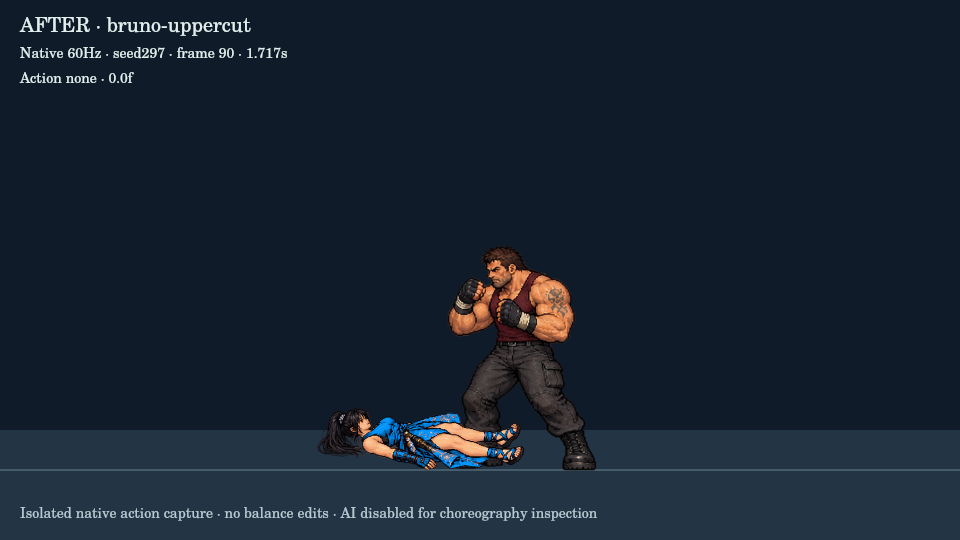 AFTER · bruno-uppercut
Native 60Hz · seed297 · frame 90 · 1.717s
Action none · 0.0f
Isolated native action capture · no balance edits · AI disabled for choreography inspection